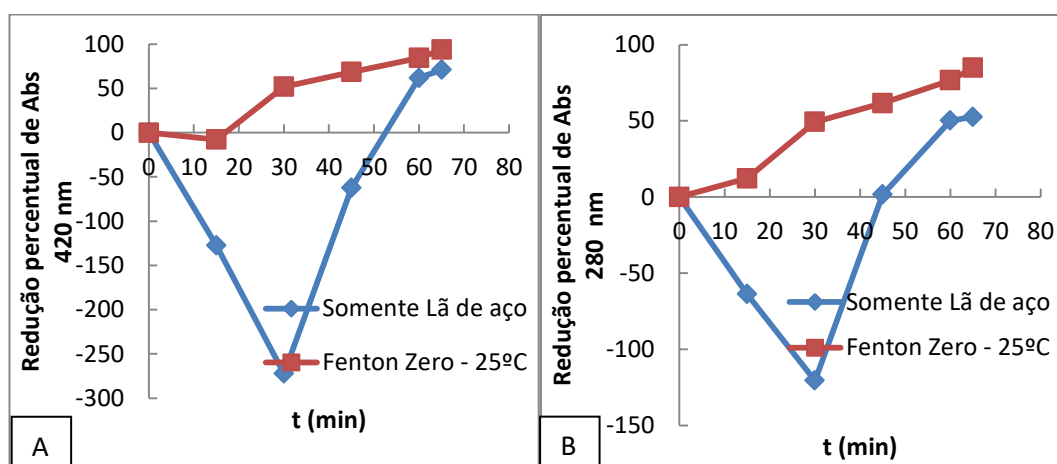 Redução percentual de Abs
420 nm
100
50
0
-50
-100
-150
-200
-250
-300
0 10 20 30 40 50 60 70 80
Somente Lã de aço
Fenton Zero - 25ºC
t (min)
A
Redução percentual de Abs
280 nm
100
50
0
-50
-100
-150
0 10 20 30 40 50 60 70 80
Somente Lã de aço
Fenton Zero - 25ºC
t (min)
B